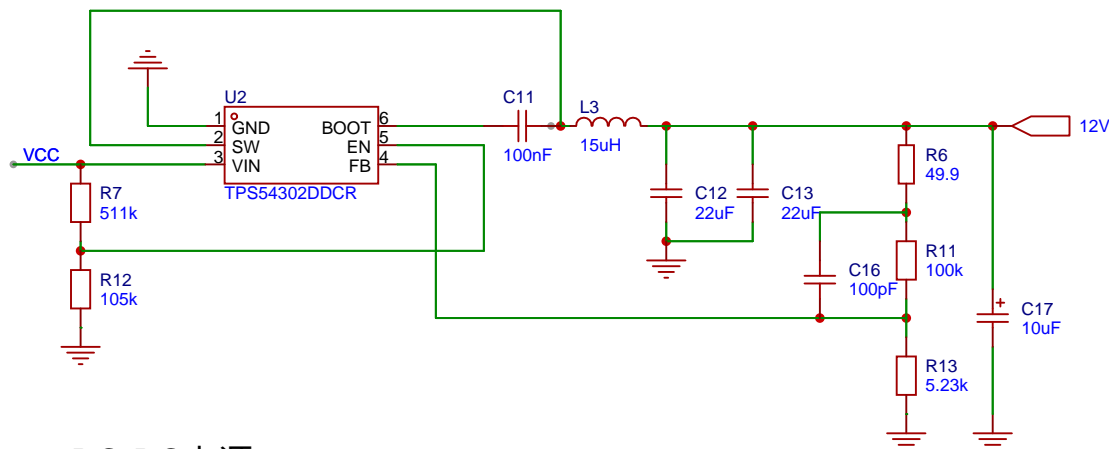 U2
1 GND BOOT 6
2 SW EN 5
3 VIN FB 4
TPS54302DDCR
VCC
R7
511k
R12
105k
C11
100nF
L3
15uH
12V
C12
22uF
C13
22uF
R6
49.9
R11
100k
C16
100pF
C17
10uF
+
R13
5.23k